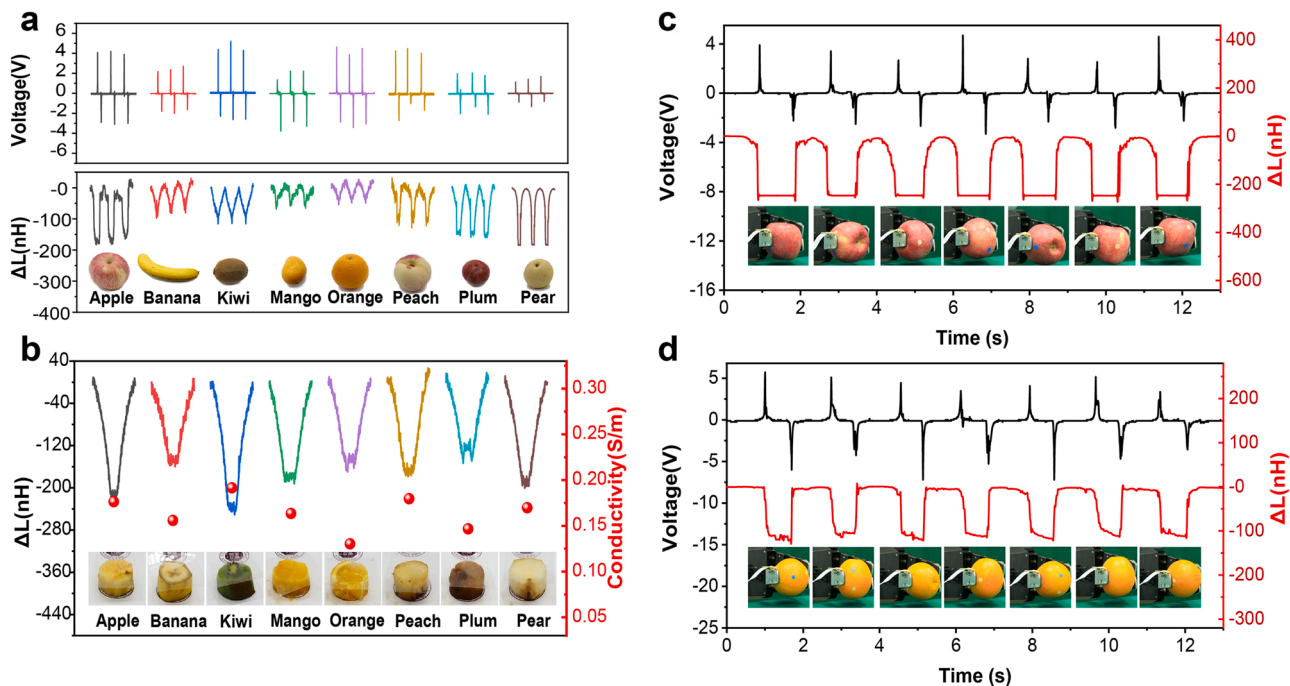 a
Voltage(V)
6
4
2
0
-2
-4
-6
ΔL(nH)
-0
-100
-200
-300
-400
Apple Banana Kiwi Mango Orange Peach Plum Pear
b
ΔL(nH)
40
-40
-120
-200
-280
-360
-440
Conductivity(S/m)
0.30
0.25
0.20
0.15
0.10
0.05
Apple Banana Kiwi Mango Orange Peach Plum Pear
c
Voltage(V)
4
0
-4
-8
-12
-16
ΔL(nH)
400
200
0
-200
-400
-600
0 2 4 6 8 10 12
Time (s)
d
Voltage(V)
5
0
-5
-10
-15
-20
-25
ΔL(nH)
200
100
-0
-100
-200
-300
0 2 4 6 8 10 12
Time (s)